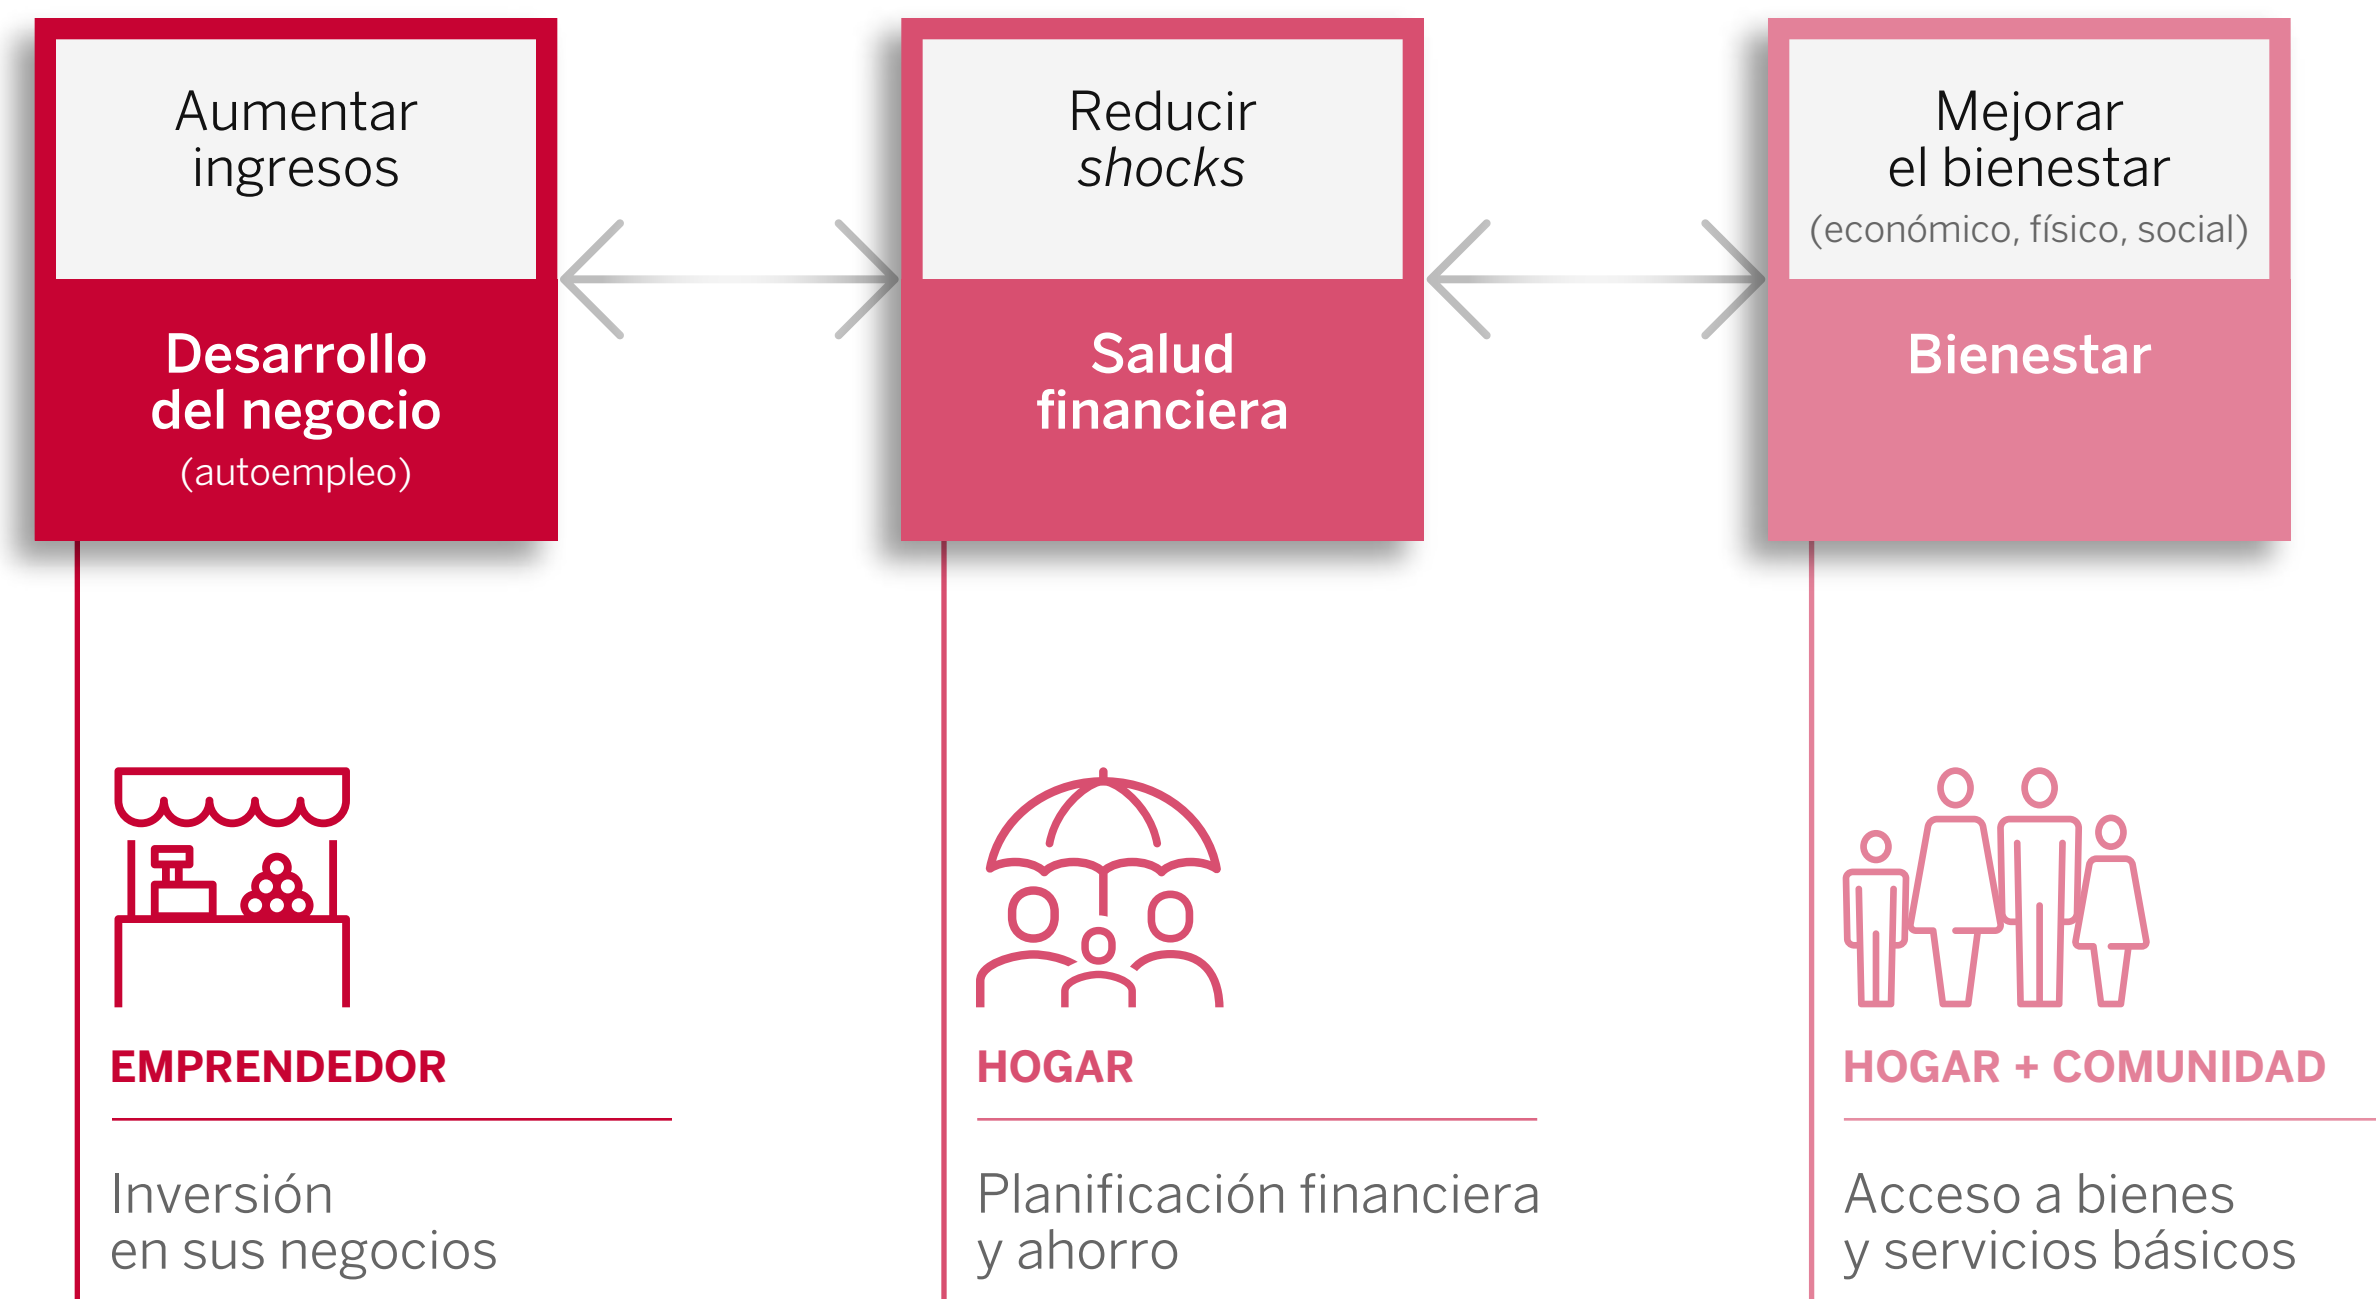 Aumentar
ingresos
Desarrollo
del negocio
(autoempleo)
Reducir
shocks
Salud
financiera
Mejorar
el bienestar
(económico, físico, social)
Bienestar
EMPRENDEDOR
Inversión
en sus negocios
HOGAR
Planificación financiera
y ahorro
HOGAR + COMUNIDAD
Acceso a bienes
y servicios básicos